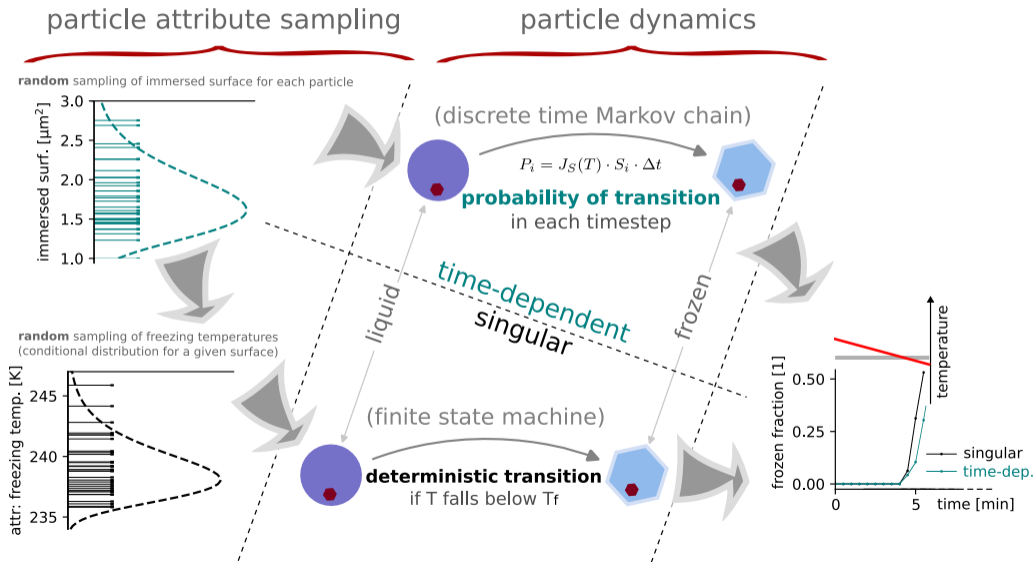 particle attribute sampling
particle dynamics
random sampling of immersed surface for each particle
immersed surf. [μm²]
3.0
2.5
2.0
1.5
1.0
(discrete time Markov chain)
P_i = J_S(T) · S_i · Δt
probability of transition
in each timestep
time-dependent
singular
liquid
frozen
random sampling of freezing temperatures
(conditional distribution for a given surface)
attr: freezing temp. [K]
245
240
235
(finite state machine)
deterministic transition
if T falls below Tf
temperature
frozen fraction [1]
0.50
0.25
0.00
singular
time-dep.
5
time [min]